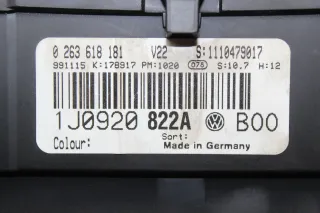 0 263 618 181 V22 S:1110479017
991115 K:178917 PM:1020 076 S:10.7 H:12
1J0920 822A B00
Colour: Sort: Made in Germany